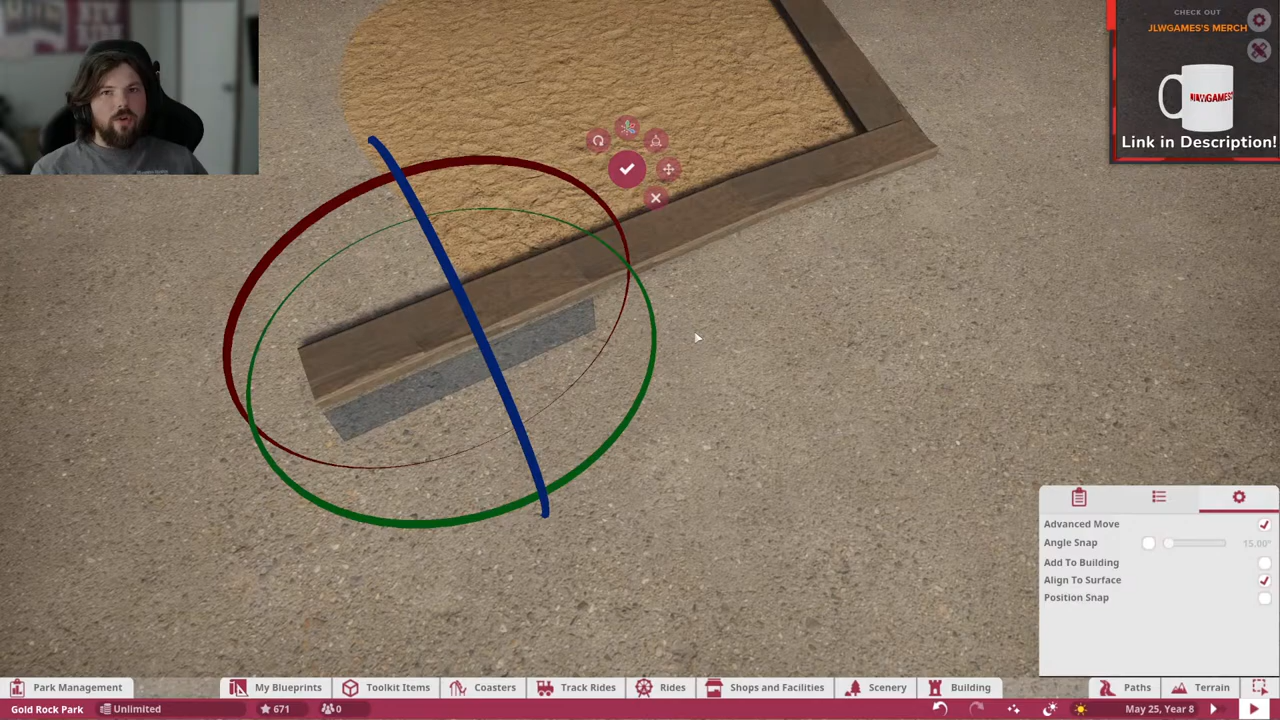 CHECK OUT
JLWGAMES'S MERCH
JLWGAMES
Link in Description!
Advanced Move
Angle Snap 15.00°
Add To Building
Align To Surface
Position Snap
Park Management My Blueprints Toolkit Items Coasters Track Rides Rides Shops and Facilities Scenery Building Paths Terrain
Gold Rock Park Unlimited 671 0 May 25, Year 8